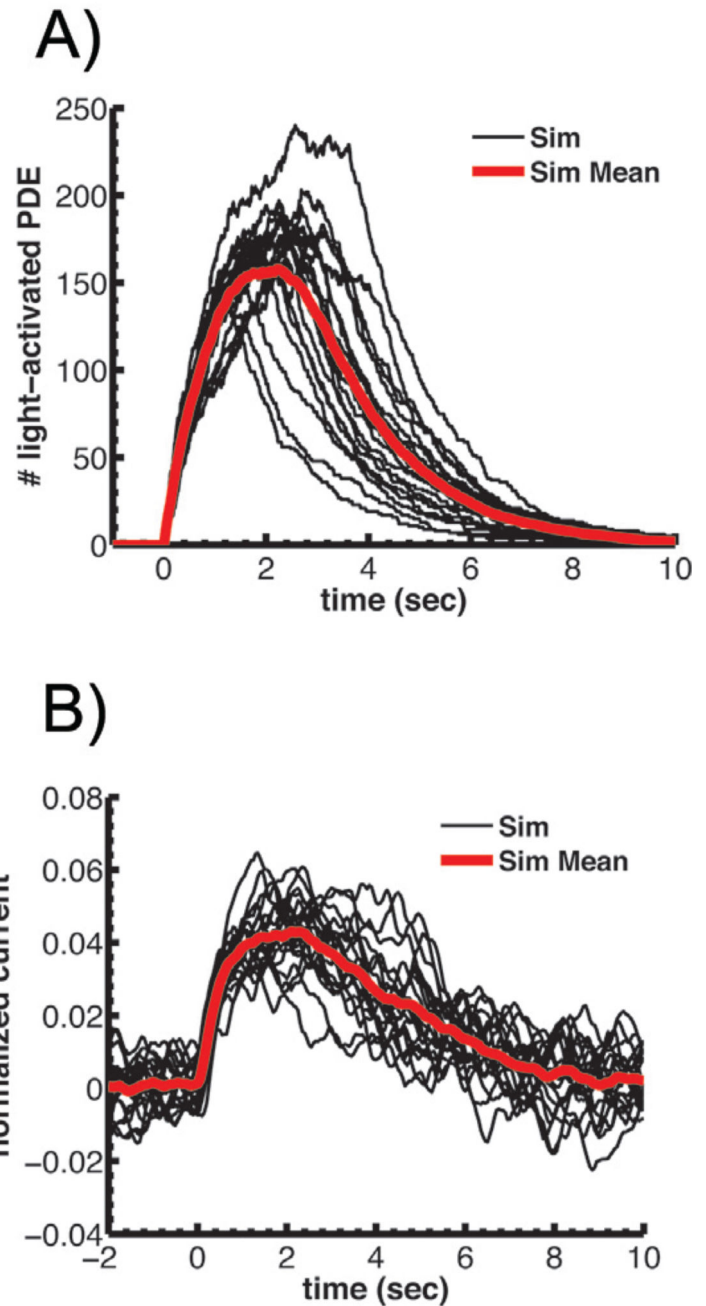 A)
250
200
150
100
50
0
# light-activated PDE
Sim
Sim Mean
0 2 4 6 8 10
time (sec)
B)
0.08
0.06
0.04
0.02
0
−0.02
−0.04
normalized current
Sim
Sim Mean
−2 0 2 4 6 8 10
time (sec)